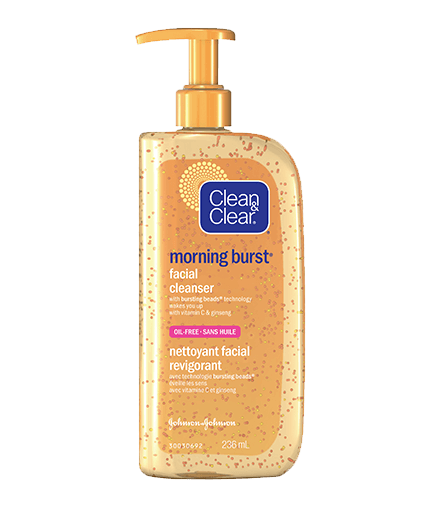 Clean
&
Clear®
morning burst®
facial
cleanser
with bursting beads® technology
wakes you up
with vitamin C & ginseng
OIL-FREE • SANS HUILE
nettoyant facial
revigorant
avec technologie bursting beads®
éveille les sens
avec vitamine C et ginseng
Johnson & Johnson
30030692
236 mL